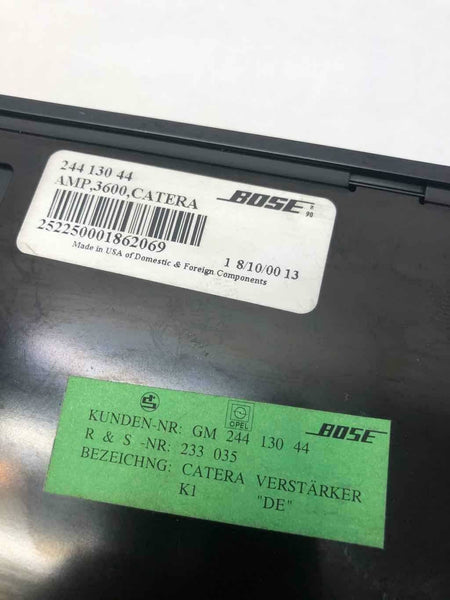 244 130 44
AMP,3600,CATERA
BOSE
252250001862069
1 8/10/00 13
Made in USA of Domestic & Foreign Components
OPEL
BOSE
KUNDEN-NR: GM 244 130 44
R & S -NR: 233 035
BEZEICHNG: CATERA VERSTÄRKER
K1 "DE"